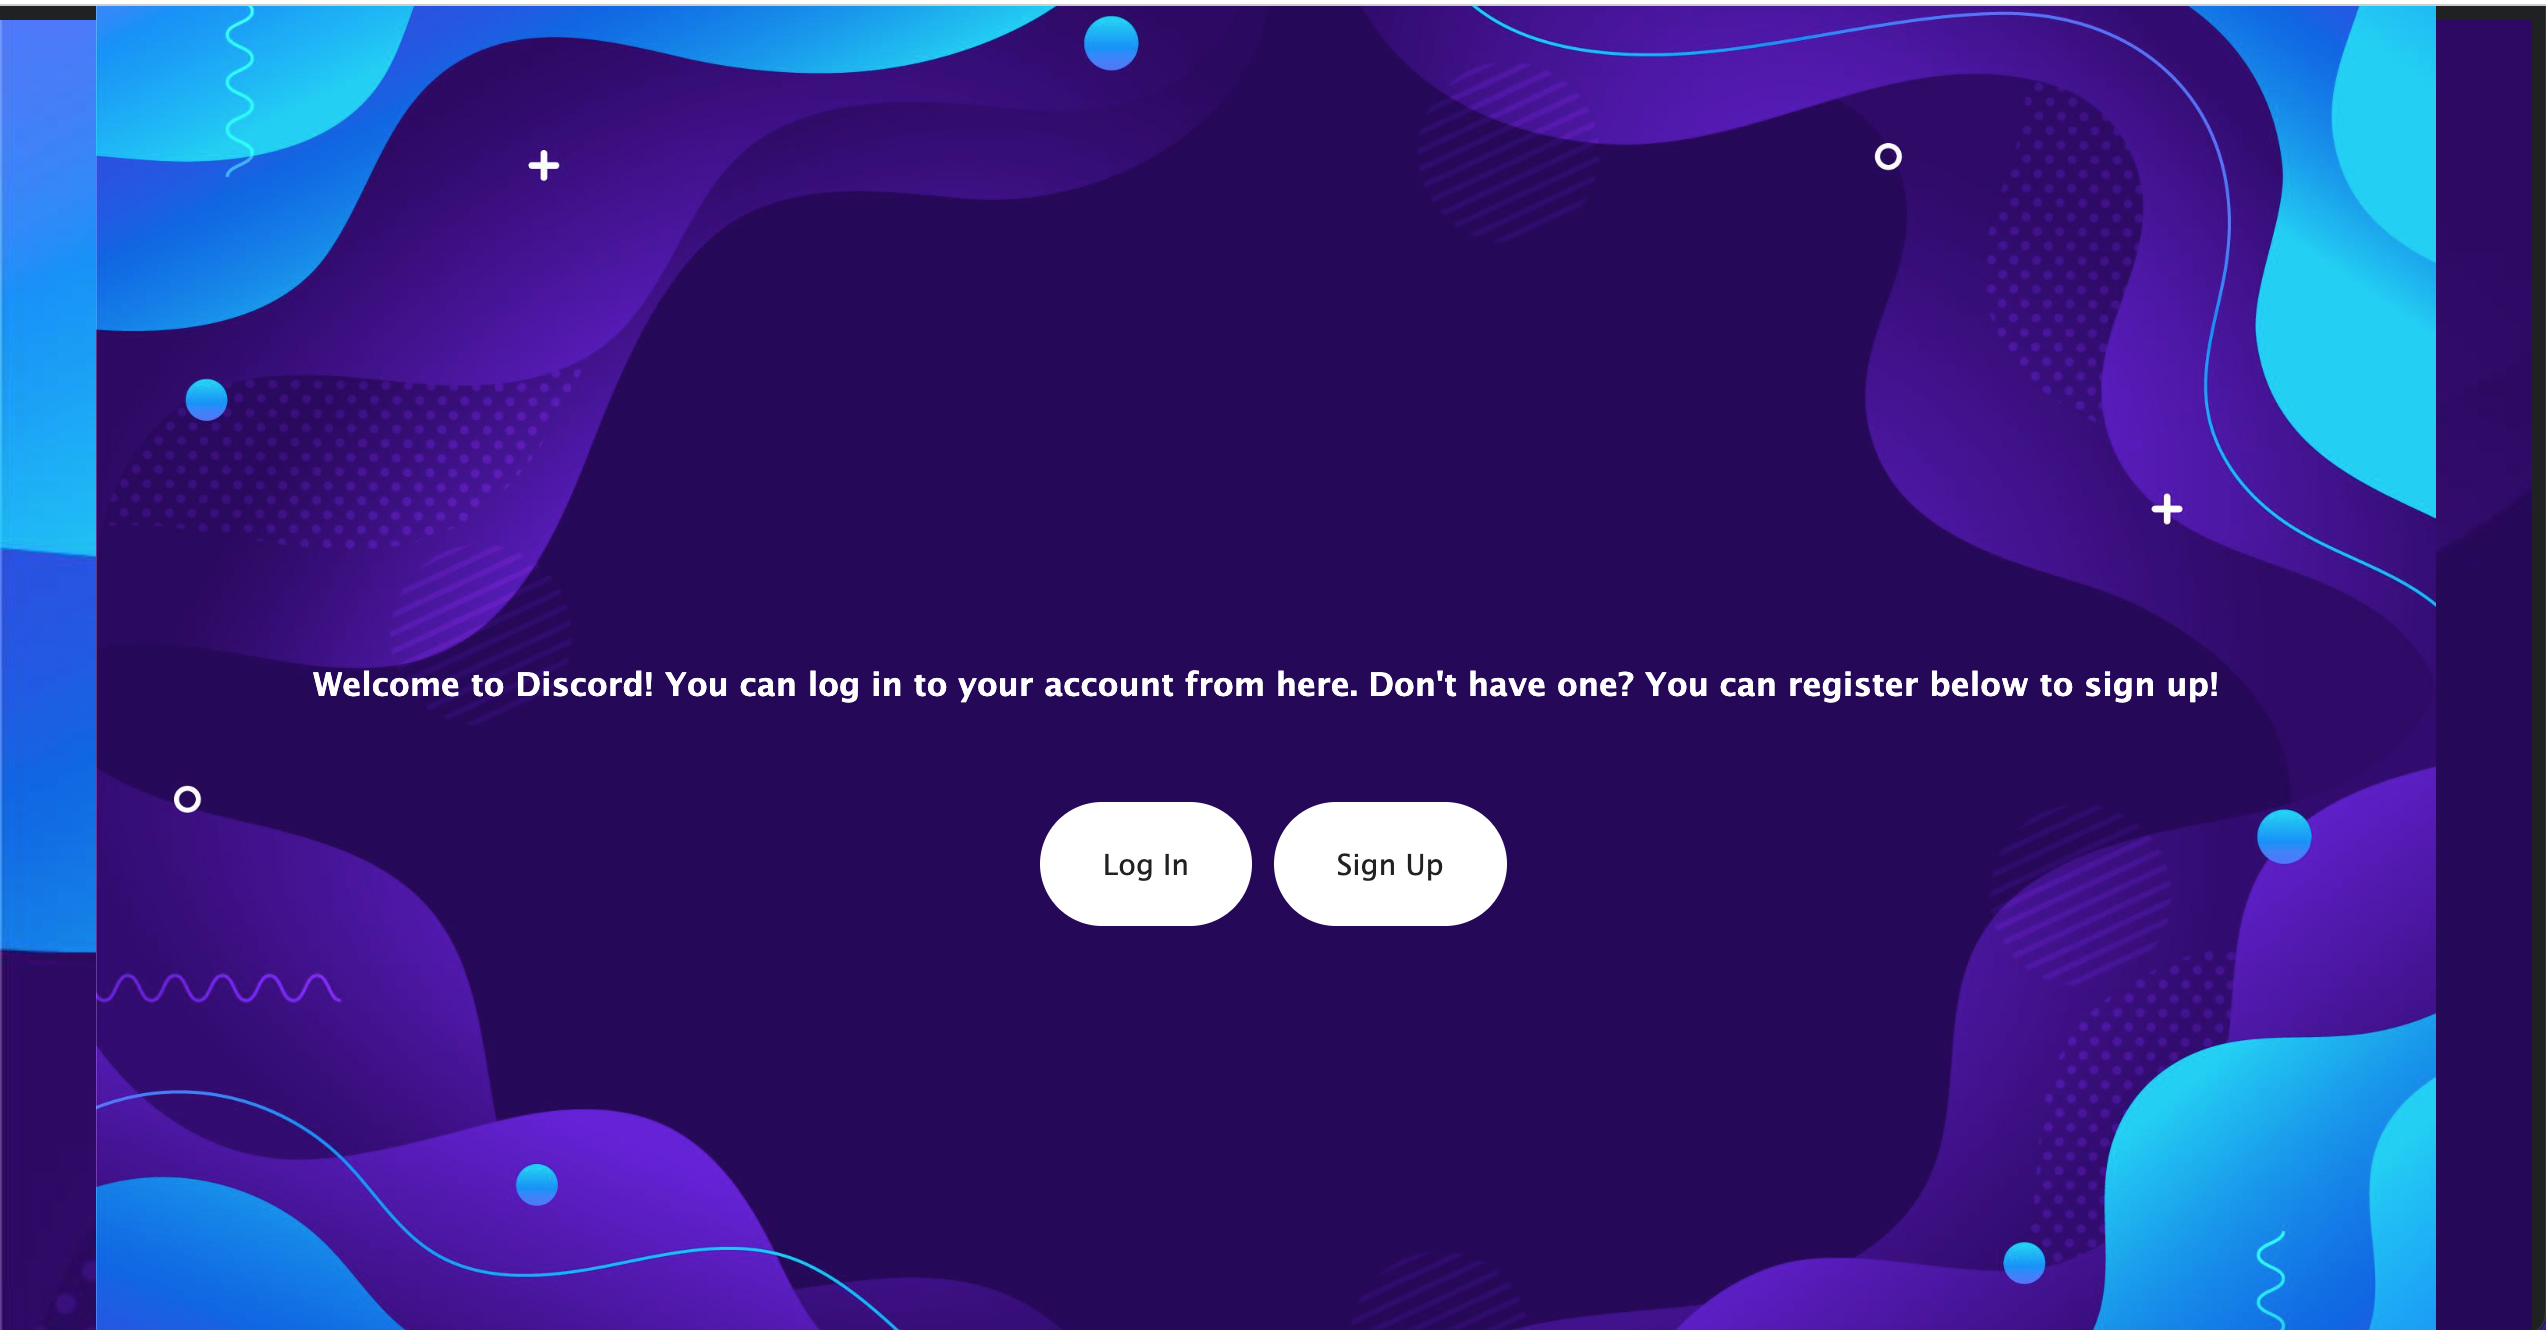 Welcome to Discord! You can log in to your account from here. Don't have one? You can register below to sign up!
Log In
Sign Up